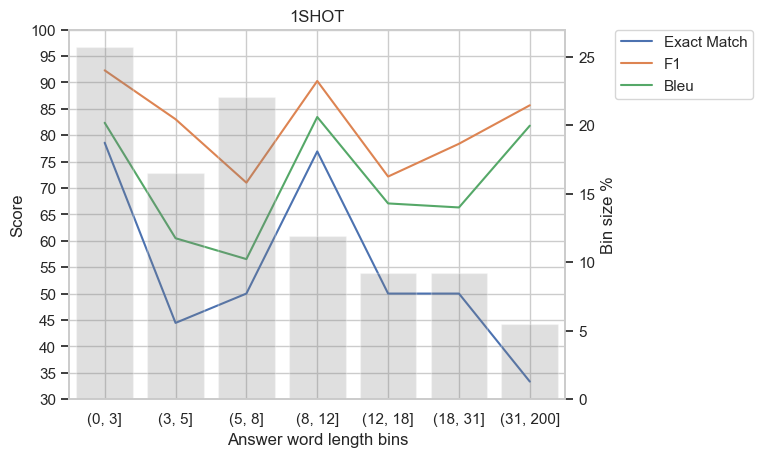 1SHOT
Exact Match
F1
Bleu
Score
100
95
90
85
80
75
70
65
60
55
50
45
40
35
30
25
20
15
10
5
0
Bin size %
(0, 3] (3, 5] (5, 8] (8, 12] (12, 18] (18, 31] (31, 200]
Answer word length bins